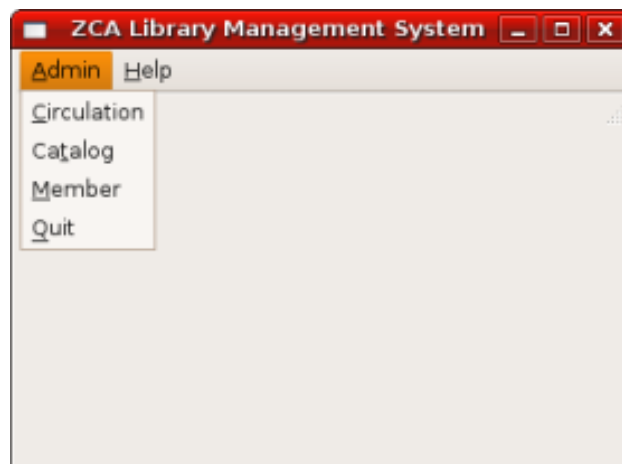 ZCA Library Management System
Admin Help
Circulation
Catalog
Member
Quit